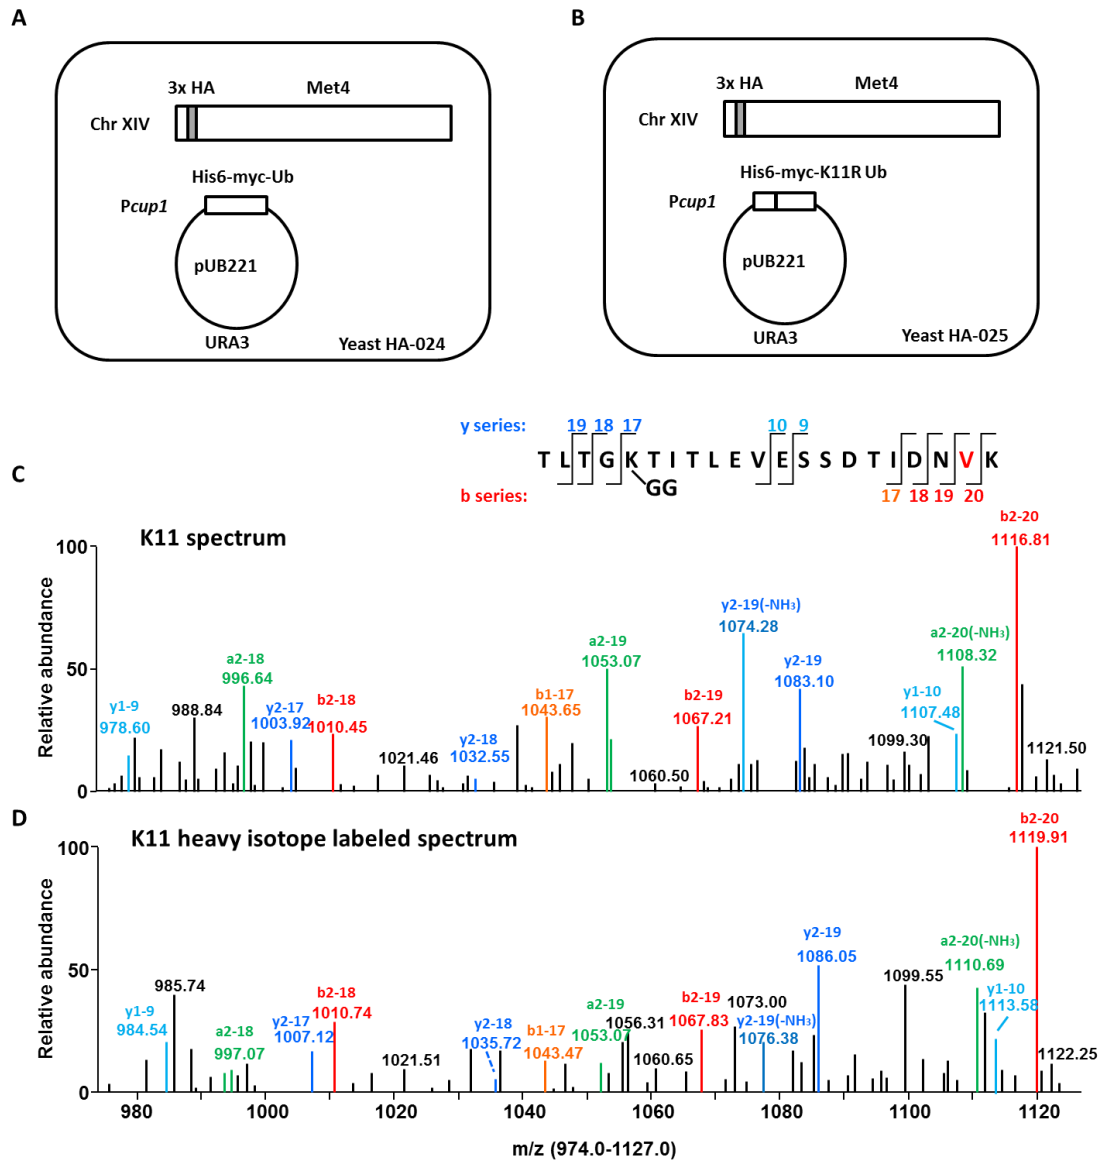 A
3x HA Met4
Chr XIV
His6-myc-Ub
Pcup1
pUB221
URA3
Yeast HA-024
B
3x HA Met4
Chr XIV
His6-myc-K11R Ub
Pcup1
pUB221
URA3
Yeast HA-025
y series: 19 18 17 10 9
T L T G K T I T L E V E S S D T I D N V K
GG
b series: 17 18 19 20
C
K11 spectrum
Relative abundance
100
50
0
y1-9
978.60
988.84
a2-18
996.64
y2-17
1003.92
b2-18
1010.45
1021.46
y2-18
1032.55
b1-17
1043.65
a2-19
1053.07
1060.50
b2-19
1067.21
y2-19(-NH₃)
1074.28
y2-19
1083.10
1099.30
y1-10
1107.48
a2-20(-NH₃)
1108.32
b2-20
1116.81
1121.50
D
K11 heavy isotope labeled spectrum
Relative abundance
100
50
0
y1-9
984.54
985.74
a2-18
997.07
y2-17
1007.12
b2-18
1010.74
1021.51
y2-18
1035.72
b1-17
1043.47
a2-19
1053.07
1056.31
1060.65
b2-19
1067.83
1073.00
y2-19(-NH₃)
1076.38
y2-19
1086.05
1099.55
a2-20(-NH₃)
1110.69
y1-10
1113.58
b2-20
1119.91
1122.25
980 1000 1020 1040 1060 1080 1100 1120
m/z (974.0-1127.0)